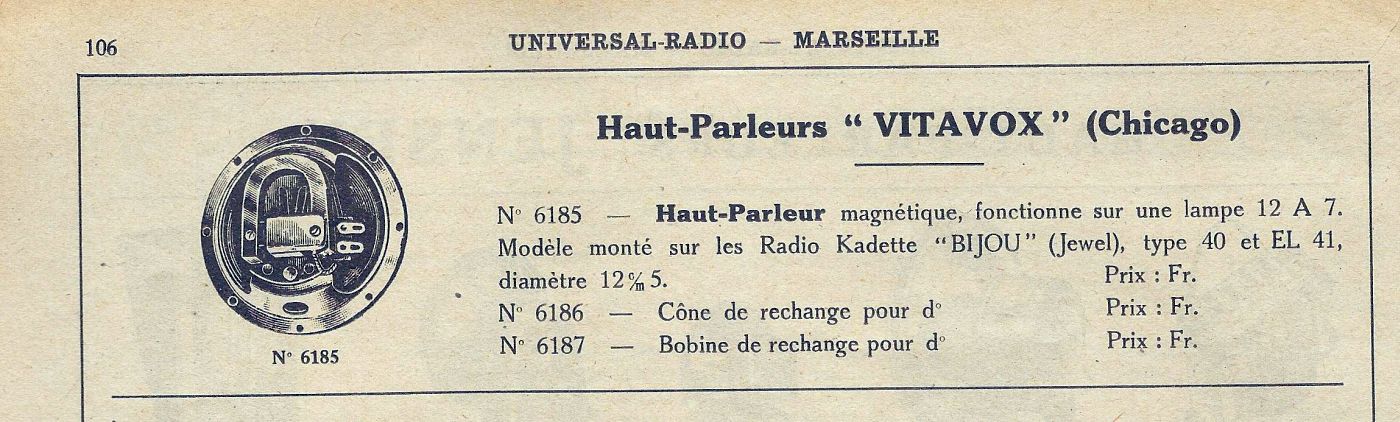 106
UNIVERSAL-RADIO — MARSEILLE
Haut-Parleurs “ VITAVOX ” (Chicago)
N° 6185 — Haut-Parleur magnétique, fonctionne sur une lampe 12 A 7.
Modèle monté sur les Radio Kadette “BIJOU” (Jewel), type 40 et EL 41,
diamètre 12 c/m 5. Prix : Fr.
N° 6186 — Cône de rechange pour d° Prix : Fr.
N° 6187 — Bobine de rechange pour d° Prix : Fr.
N° 6185